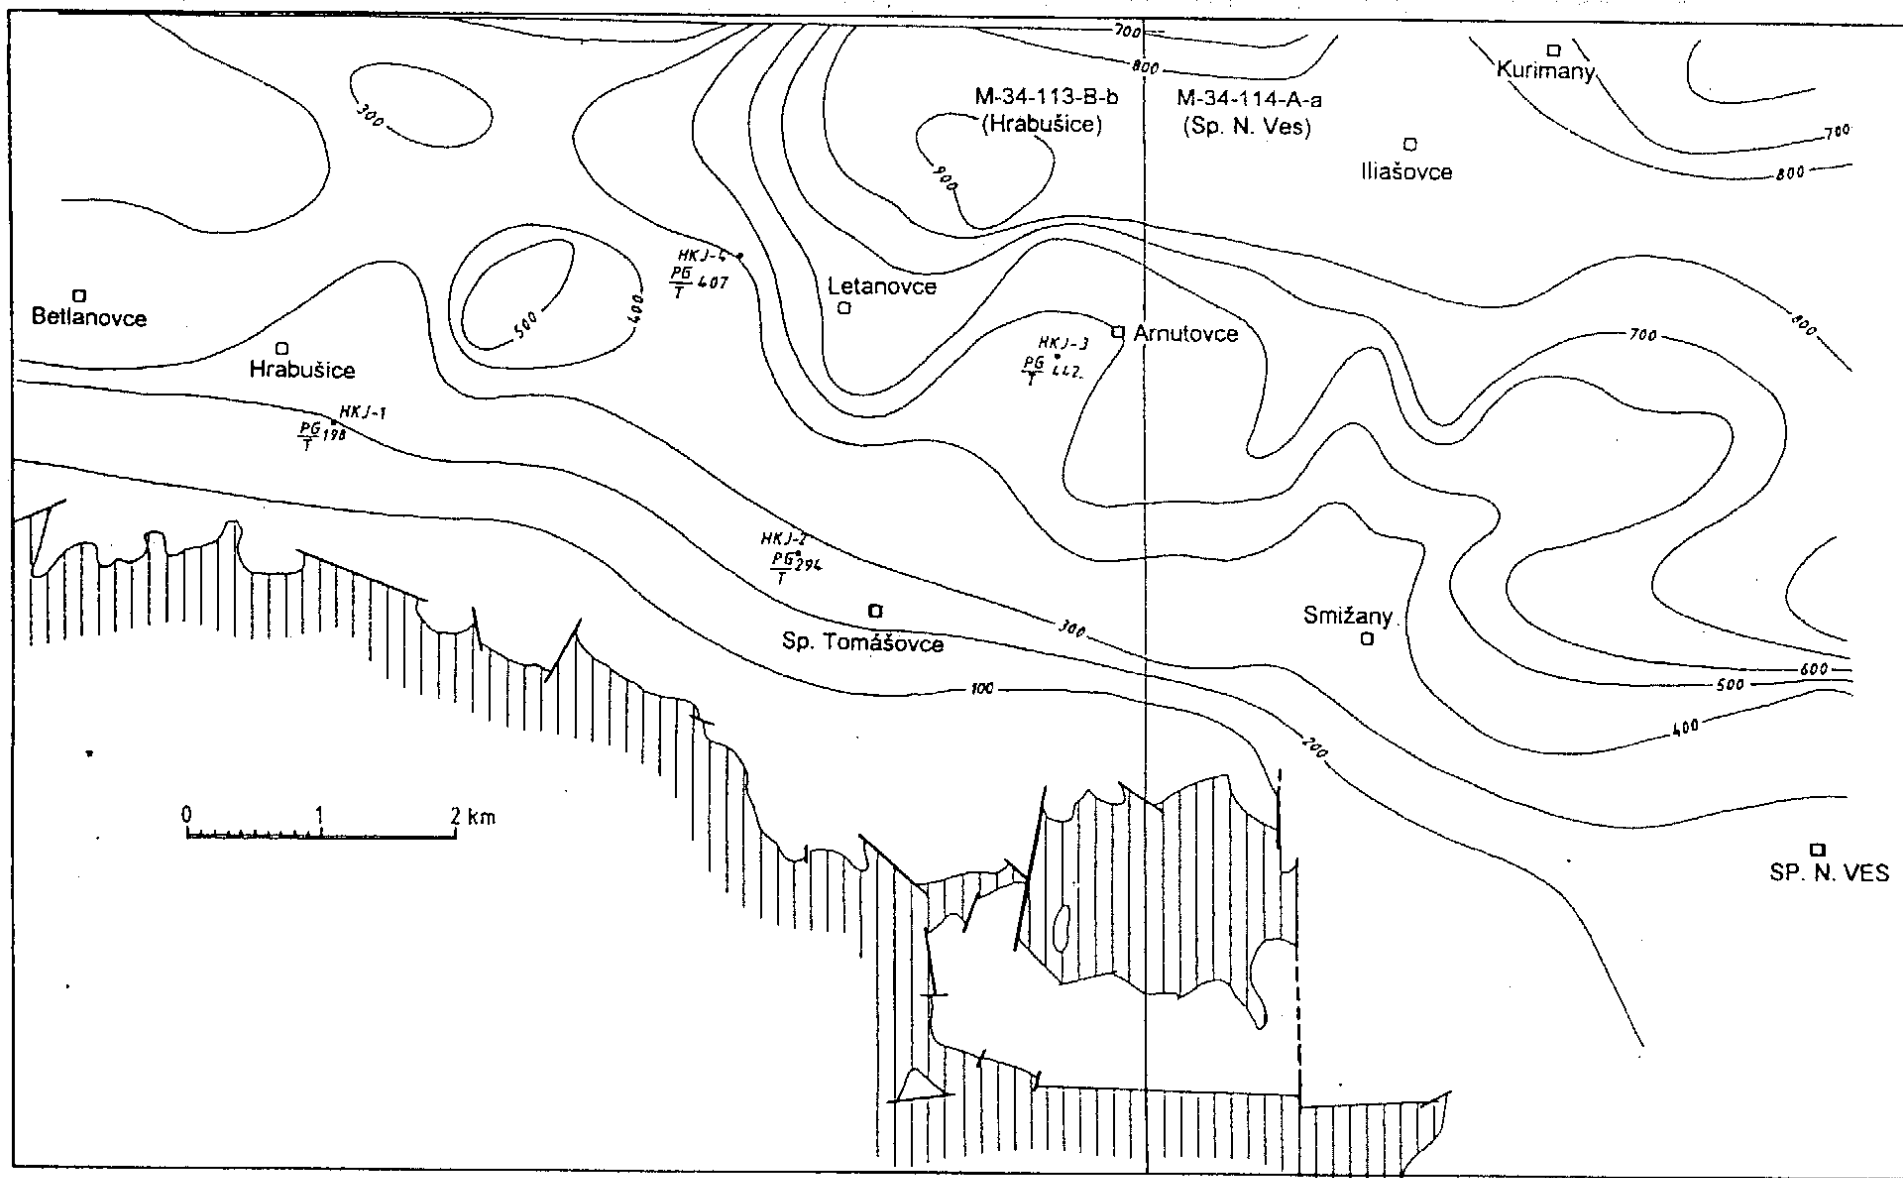 700
800
Kurimany
M-34-113-B-b
(Hrabušice)
M-34-114-A-a
(Sp. N. Ves)
300
700
Iliašovce
800
900
HKJ-4
PG
T 407
Letanovce
Betlanovce
400
500
800
Arnutovce
700
HKJ-3
PG
T 442
Hrabušice
HKJ-1
PG
T 198
HKJ-2
PG
T 294
Smižany
300
Sp. Tomášovce
600
100
500
400
200
0 1 2 km
SP. N. VES